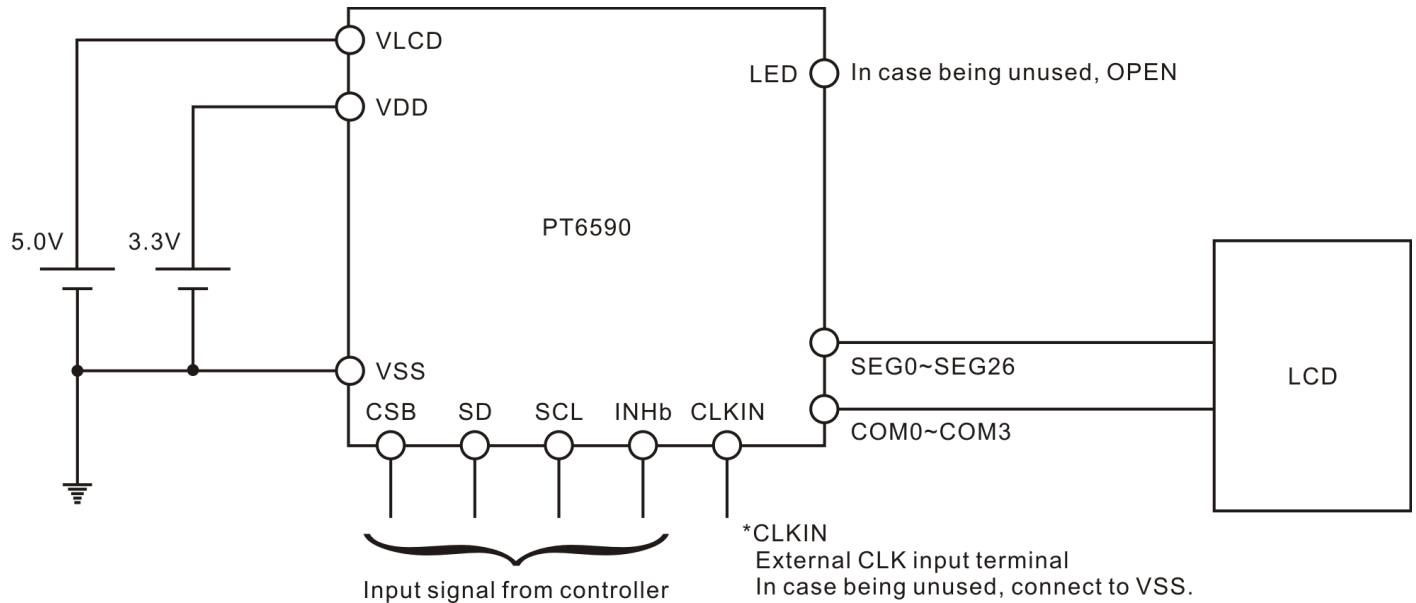 VLCD
LED
In case being unused, OPEN
VDD
PT6590
5.0V
3.3V
VSS
SEG0~SEG26
LCD
CSB
SD
SCL
INHb
CLKIN
COM0~COM3
*CLKIN
External CLK input terminal
In case being unused, connect to VSS.
Input signal from controller